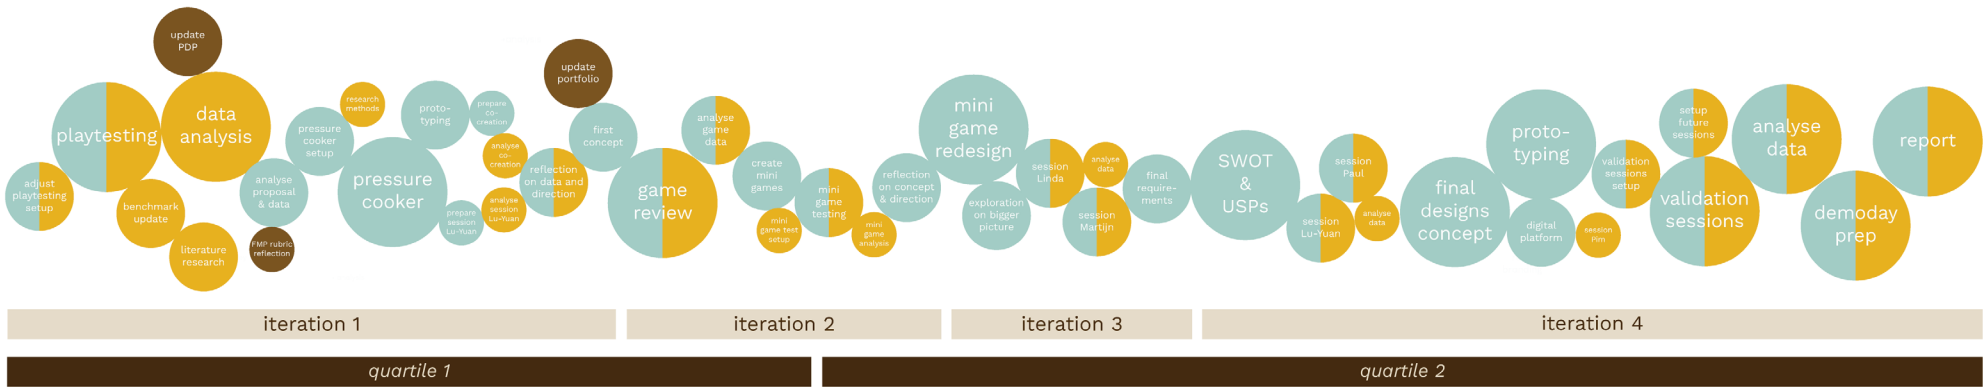 update
PDP
playtesting
data
analysis
adjust
playtesting
setup
benchmark
update
literature
research
analyse
proposal
& data
FMP rubric
reflection
pressure
cooker
setup
research
methods
pressure
cooker
proto-
typing
prepare
co-
creation
analyse
co-
creation
prepare
session
Lu-Yuan
analyse
session
Lu-Yuan
reflection
on data and
direction
update
portfolio
first
concept
game
review
analyse
game
data
create
mini
games
mini
game test
setup
mini
game
testing
mini
game
analysis
reflection
on concept
& direction
mini
game
redesign
exploration
on bigger
picture
session
Linda
analyse
data
session
Martijn
final
require-
ments
SWOT
&
USPs
session
Lu-Yuan
session
Paul
analyse
data
final
designs
concept
proto-
typing
digital
platform
session
Pim
validation
sessions
setup
setup
future
sessions
validation
sessions
analyse
data
demoday
prep
report
iteration 1
iteration 2
iteration 3
iteration 4
quartile 1
quartile 2